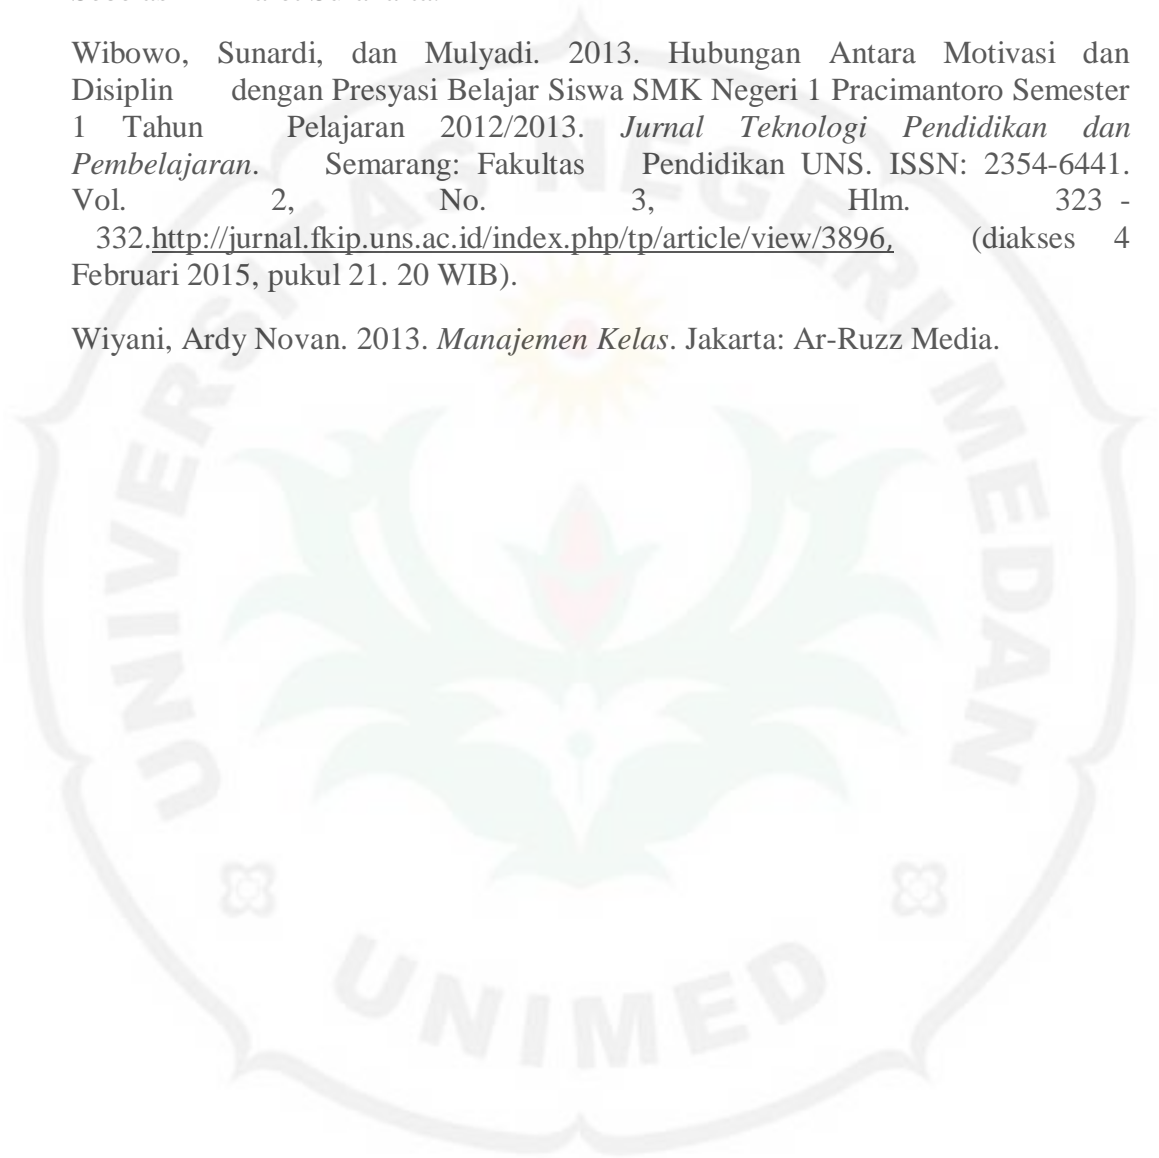 Wibowo, Sunardi, dan Mulyadi. 2013. Hubungan Antara Motivasi dan
Disiplin dengan Presyasi Belajar Siswa SMK Negeri 1 Pracimantoro Semester
1 Tahun Pelajaran 2012/2013. Jurnal Teknologi Pendidikan dan
Pembelajaran. Semarang: Fakultas Pendidikan UNS. ISSN: 2354-6441.
Vol. 2, No. 3, Hlm. 323 -
332.http://jurnal.fkip.uns.ac.id/index.php/tp/article/view/3896, (diakses 4
Februari 2015, pukul 21. 20 WIB).
Wiyani, Ardy Novan. 2013. Manajemen Kelas. Jakarta: Ar-Ruzz Media.
UNIVERSITAS NEGERI MEDAN
UNIMED